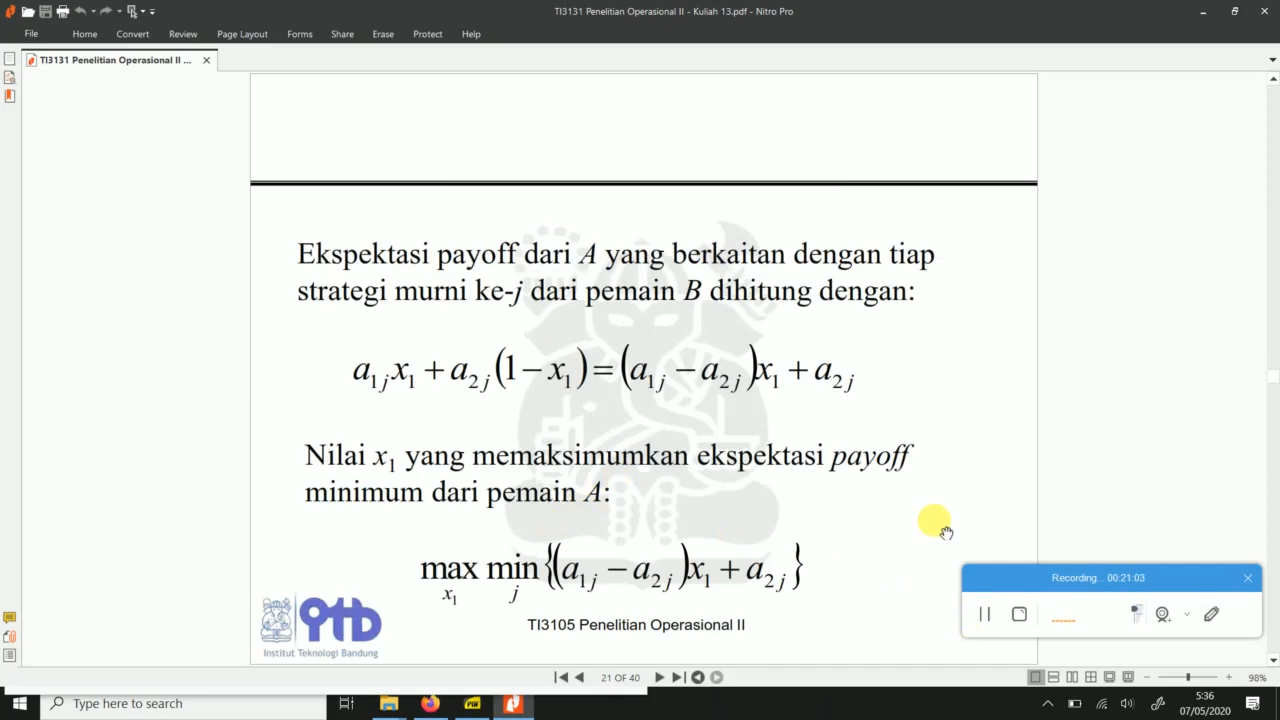 TI3131 Penelitian Operasional II - Kuliah 13.pdf - Nitro Pro
File Home Convert Review Page Layout Forms Share Erase Protect Help
TI3131 Penelitian Operasional II ...
Ekspektasi payoff dari A yang berkaitan dengan tiap
strategi murni ke-j dari pemain B dihitung dengan:
a₁ⱼx₁ + a₂ⱼ(1 − x₁) = (a₁ⱼ − a₂ⱼ)x₁ + a₂ⱼ
Nilai x₁ yang memaksimumkan ekspektasi payoff
minimum dari pemain A:
max min {(a₁ⱼ − a₂ⱼ)x₁ + a₂ⱼ}
x₁ j
Recording... 00:21:03
Institut Teknologi Bandung
TI3105 Penelitian Operasional II
21 OF 40
98%
Type here to search
PDF
5:36
07/05/2020